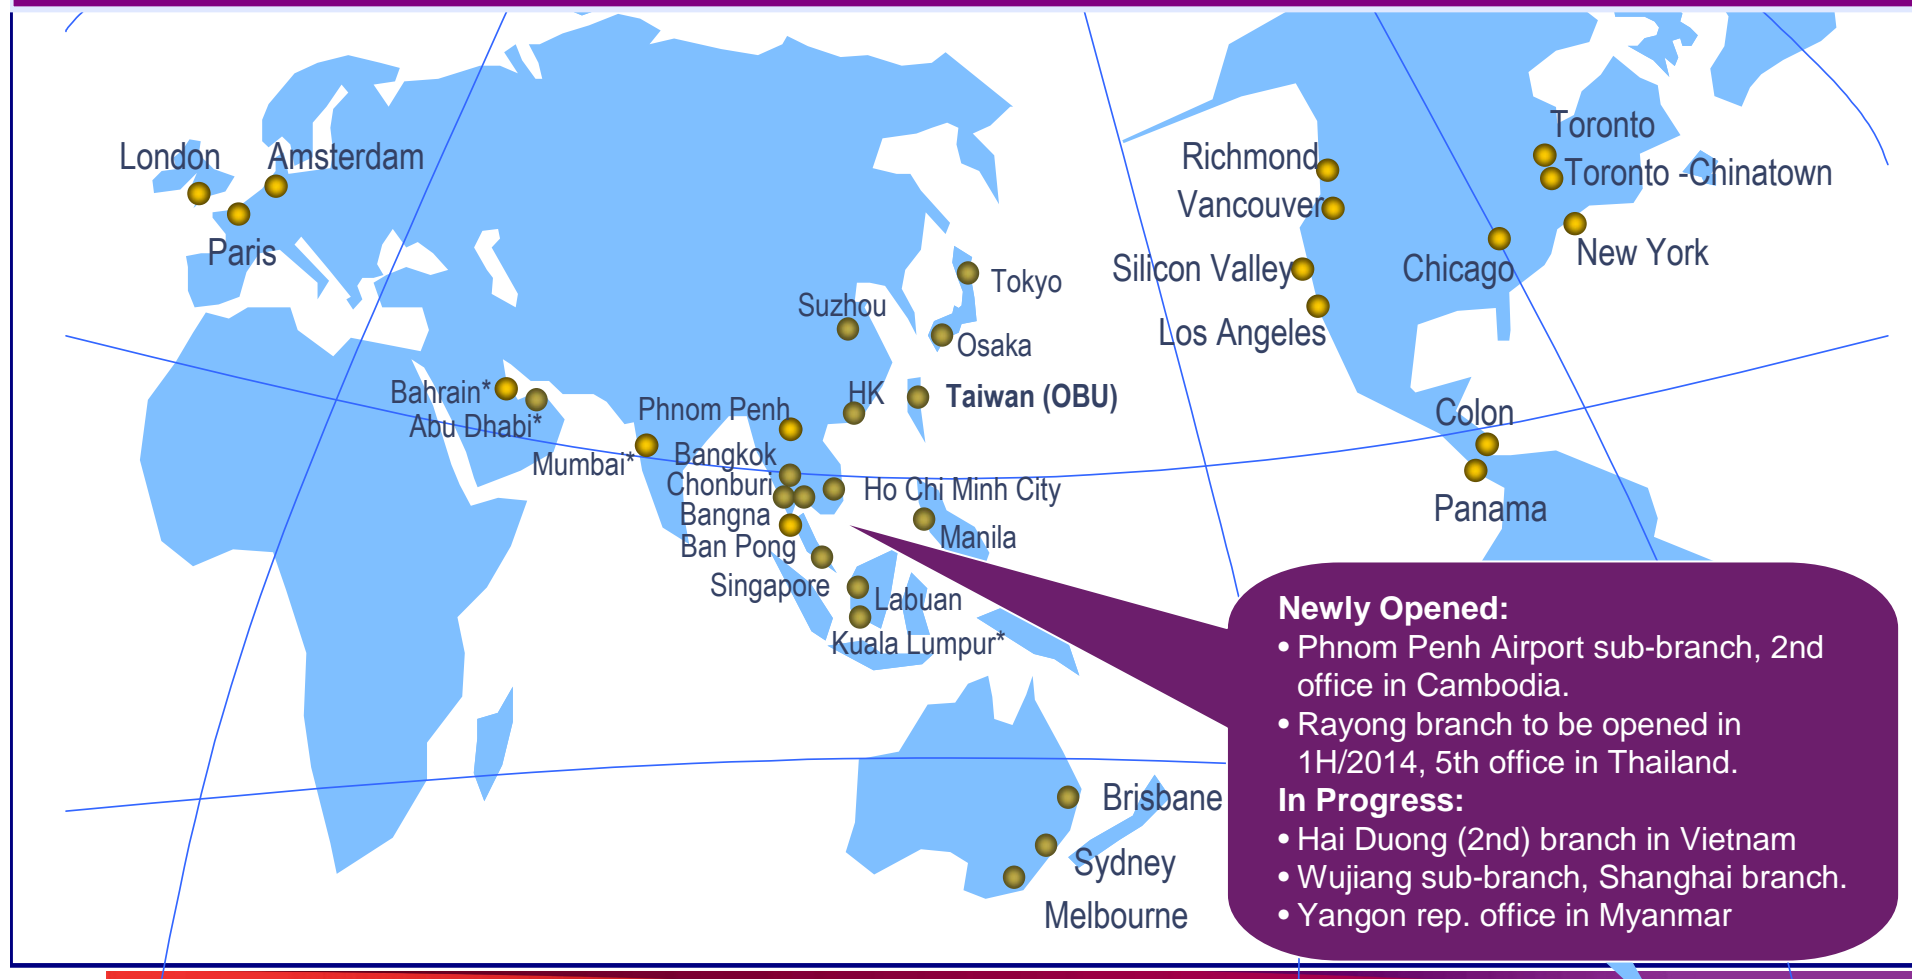 London
Amsterdam
Paris
Toronto
Toronto -Chinatown
Richmond
Vancouver
New York
Silicon Valley
Chicago
Los Angeles
Tokyo
Suzhou
Osaka
Bahrain*
Abu Dhabi*
HK
Taiwan (OBU)
Phnom Penh
Mumbai*
Bangkok
Chonburi
Bangna
Ban Pong
Ho Chi Minh City
Manila
Singapore
Labuan
Kuala Lumpur*
Colon
Panama
Brisbane
Sydney
Melbourne
Newly Opened:
• Phnom Penh Airport sub-branch, 2nd
office in Cambodia.
• Rayong branch to be opened in
1H/2014, 5th office in Thailand.
In Progress:
• Hai Duong (2nd) branch in Vietnam
• Wujiang sub-branch, Shanghai branch.
• Yangon rep. office in Myanmar